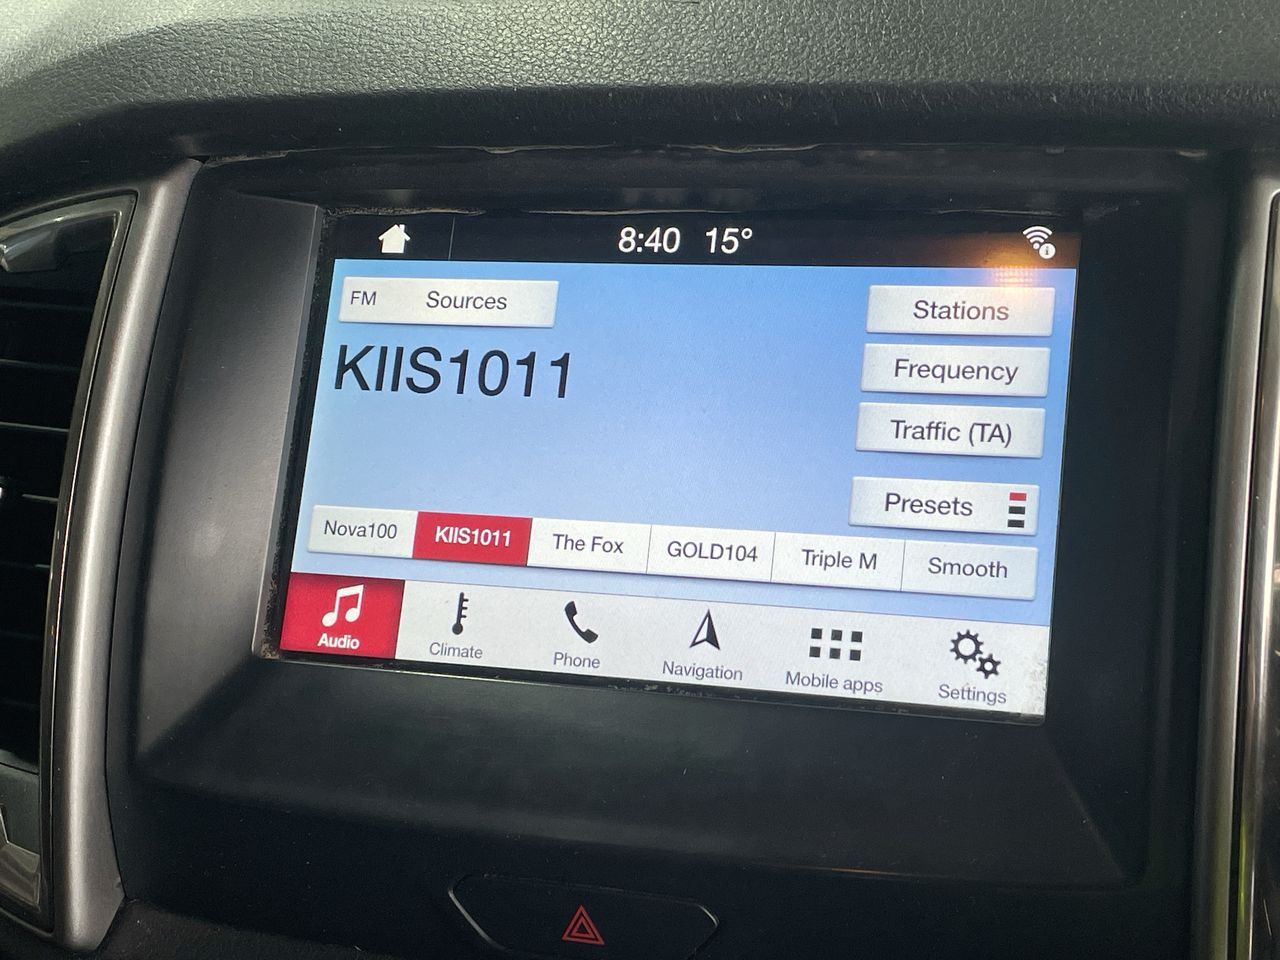 8:40 15°
FM Sources
Stations
KIIS1011
Frequency
Traffic (TA)
Presets
Nova100 KIIS1011 The Fox GOLD104 Triple M Smooth
Audio Climate Phone Navigation Mobile apps Settings